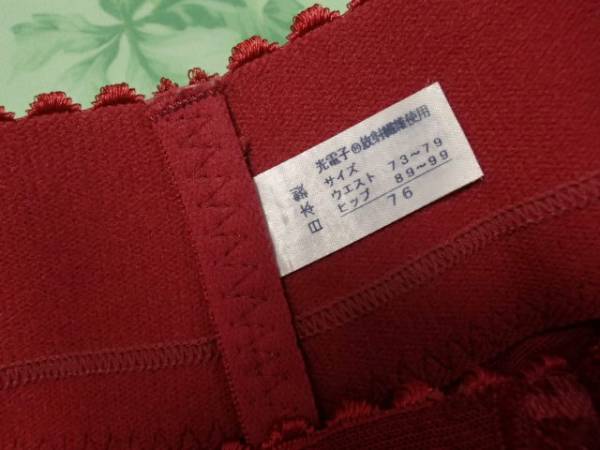 光電子®放射繊維使用
サイズ
ウエスト 73~79
ヒップ 89~99
76
日本製